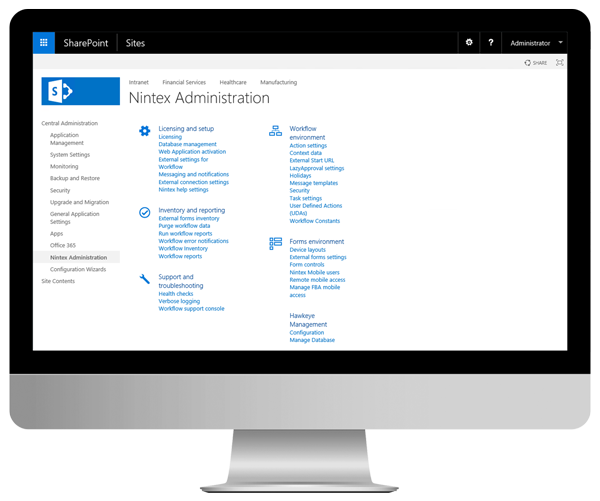 SharePoint Sites ? Administrator
SHARE
S
Intranet Financial Services Healthcare Manufacturing
Nintex Administration
Central Administration
Application
Management
System Settings
Monitoring
Backup and Restore
Security
Upgrade and Migration
General Application
Settings
Apps
Office 365
Nintex Administration
Configuration Wizards
Site Contents
Licensing and setup
Licensing
Database management
Web Application activation
External settings for
Workflow
Messaging and notifications
External connection settings
Nintex help settings
Inventory and reporting
External forms inventory
Purge workflow data
Run workflow reports
Workflow error notifications
Workflow Inventory
Workflow reports
Support and
troubleshooting
Health checks
Verbose logging
Workflow support console
Workflow
environment
Action settings
Context data
External Start URL
LazyApproval settings
Holidays
Message templates
Security
Task settings
User Defined Actions
(UDAs)
Workflow Constants
Forms environment
Device layouts
External forms settings
Form controls
Nintex Mobile users
Remote mobile access
Manage FBA mobile
access
Hawkeye
Management
Configuration
Manage Database